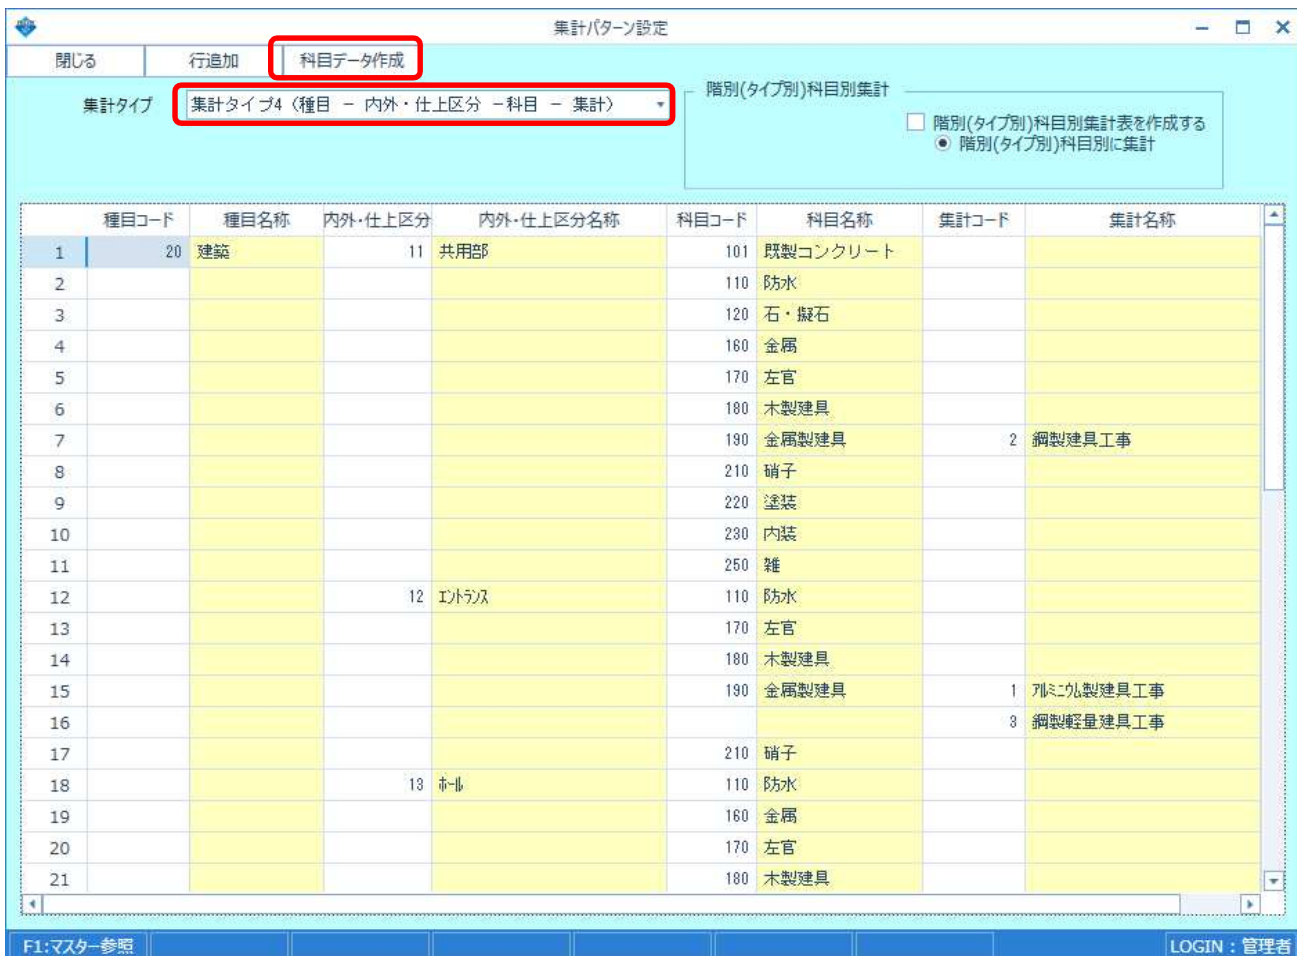 集計パターン設定
閉じる 行追加 科目データ作成
集計タイプ 集計タイプ4（種目 － 内外・仕上区分 －科目 － 集計）
階別(タイプ別)科目別集計
階別(タイプ別)科目別集計表を作成する
階別(タイプ別)科目別に集計
種目コード 種目名称 内外・仕上区分 内外・仕上区分名称 科目コード 科目名称 集計コード 集計名称
1 20 建築 11 共用部 101 既製コンクリート
2 110 防水
3 120 石・擬石
4 160 金属
5 170 左官
6 180 木製建具
7 190 金属製建具 2 鋼製建具工事
8 210 硝子
9 220 塗装
10 230 内装
11 250 雑
12 12 ｴﾝﾄﾗﾝｽ 110 防水
13 170 左官
14 180 木製建具
15 190 金属製建具 1 ｱﾙﾐﾆｳﾑ製建具工事
16 3 鋼製軽量建具工事
17 210 硝子
18 13 ﾎｰﾙ 110 防水
19 160 金属
20 170 左官
21 180 木製建具
F1:マスター参照 LOGIN：管理者